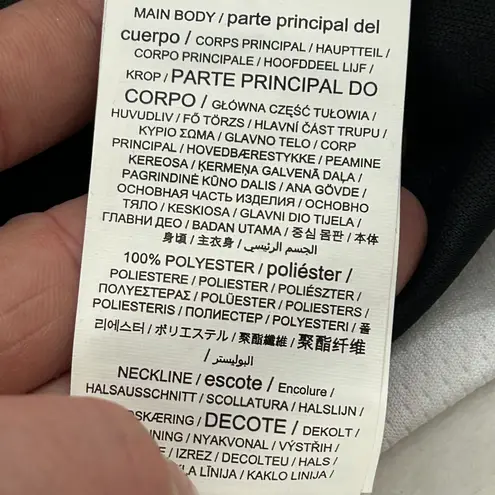 MAIN BODY / parte principal del
cuerpo / CORPS PRINCIPAL / HAUPTTEIL /
CORPO PRINCIPALE / HOOFDDEEL LIJF /
KROP / PARTE PRINCIPAL DO
CORPO / GŁÓWNA CZĘŚĆ TUŁOWIA /
HUVUDLIV / FŐ TÖRZS / HLAVNÍ ČÁST TRUPU /
ΚΥΡΙΟ ΣΩΜΑ / GLAVNO TELO / CORP
PRINCIPAL / HOVEDBÆRESTYKKE / PEAMINE
KEREOSA / ĶERMEŅA GALVENĀ DAĻA /
PAGRINDINĖ KŪNO DALIS / ANA GÖVDE /
ОСНОВНАЯ ЧАСТЬ ИЗДЕЛИЯ / ОСНОВНО
ТЯЛО / KESKIOSA / GLAVNI DIO TIJELA /
ГЛАВНИ ДЕО / BADAN UTAMA / 중심 몸판 / 本体
身頃 / 主衣身 / الجسم الرئيسي /
100% POLYESTER / poliéster /
POLIESTERE / POLIESTER / POLIÉSZTER /
ΠΟΛΥΕΣΤΕΡΑΣ / POLÜESTER / POLIESTERS /
POLIESTERIS / ПОЛИЕСТЕР / POLYESTERI / 폴
리에스터 / ポリエステル / 聚酯纖維 / 聚酯纤维
/ البوليستر /
NECKLINE / escote / Encolure /
HALSAUSSCHNITT / SCOLLATURA / HALSLIJN /
DSKÆRING / DECOTE / DEKOLT /
NING / NYAKVONAL / VÝSTŘIH /
F / IZREZ / DECOLTEU / HALS /
KLA LĪNIJA / KAKLO LINIJA /